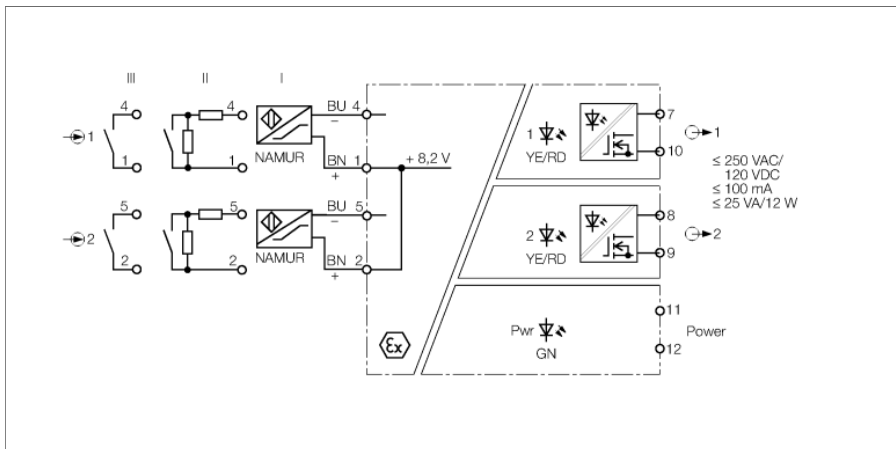 III II I
4 4 BU 4
–
1
1 1 NAMUR BN 1 + 8,2 V
+
5 5 BU 5
–
2
2 2 NAMUR BN 2
+
1 YE/RD
7
10
1
≤ 250 VAC/
120 VDC
≤ 100 mA
≤ 25 VA/12 W
2 YE/RD
8
9
2
Ex
Pwr
GN
11
12
Power